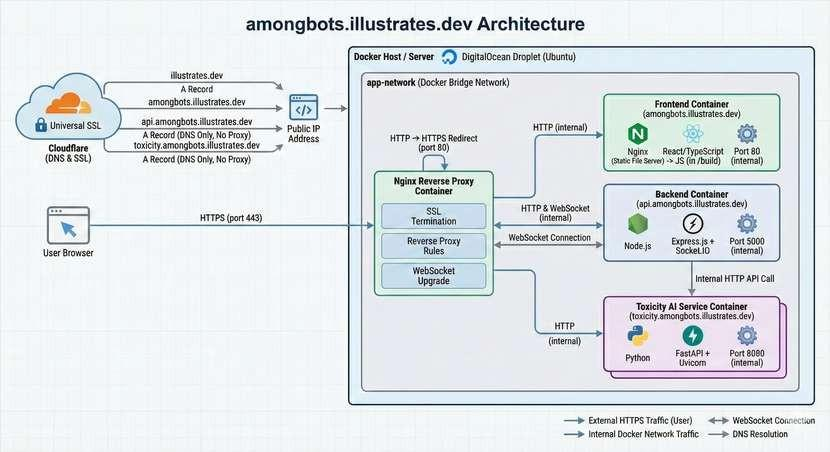 amongbots.illustrates.dev Architecture
Universal SSL
Cloudflare
(DNS & SSL)
illustrates.dev
A Record
amongbots.illustrates.dev
api.amongbots.illustrates.dev
A Record (DNS Only, No Proxy)
toxicity.amongbots.illustrates.dev
A Record (DNS Only, No Proxy)
Public IP
Address
User Browser
HTTPS (port 443)
Docker Host / Server
DigitalOcean Droplet (Ubuntu)
app-network (Docker Bridge Network)
HTTP → HTTPS Redirect
(port 80)
Nginx Reverse Proxy
Container
SSL
Termination
Reverse Proxy
Rules
WebSocket
Upgrade
HTTP (internal)
HTTP & WebSocket
(internal)
WebSocket Connection
HTTP
(internal)
Frontend Container
(amongbots.illustrates.dev)
Nginx
(Static File Server)
React/TypeScript
-> JS (in /build)
Port 80
(internal)
Backend Container
(api.amongbots.illustrates.dev)
Node.js
Express.js +
Socket.IO
Port 5000
(internal)
Internal HTTP API Call
Toxicity AI Service Container
(toxicity.amongbots.illustrates.dev)
Python
FastAPI +
Uvicorn
Port 8080
(internal)
External HTTPS Traffic (User)
WebSocket Connection
Internal Docker Network Traffic
DNS Resolution